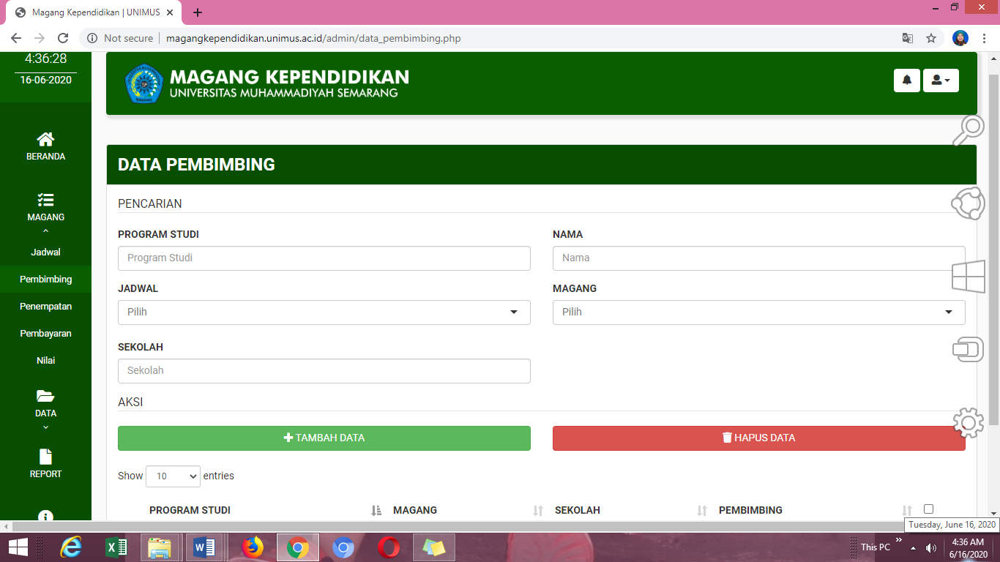 Magang Kependidikan | UNIMUS
Not secure | magangkependidikan.unimus.ac.id/admin/data_pembimbing.php
4:36:28
16-06-2020
MAGANG KEPENDIDIKAN
UNIVERSITAS MUHAMMADIYAH SEMARANG
BERANDA
MAGANG
Jadwal
Pembimbing
Penempatan
Pembayaran
Nilai
DATA
REPORT
DATA PEMBIMBING
PENCARIAN
PROGRAM STUDI
Program Studi
NAMA
Nama
JADWAL
Pilih
MAGANG
Pilih
SEKOLAH
Sekolah
AKSI
TAMBAH DATA
HAPUS DATA
Show 10 entries
PROGRAM STUDI MAGANG SEKOLAH PEMBIMBING
Tuesday, June 16, 2020
This PC
4:36 AM
6/16/2020